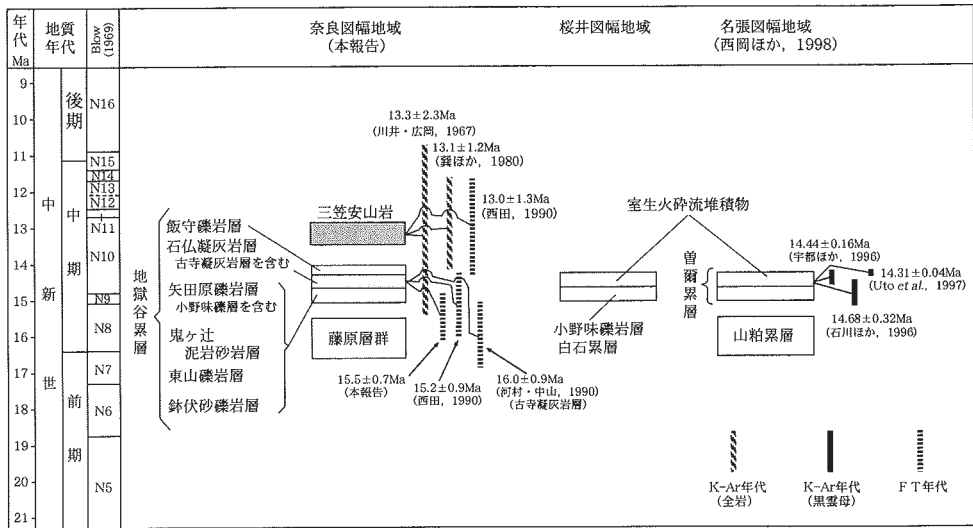 年代 Ma
地質年代
Blow (1969)
奈良図幅地域
(本報告)
桜井図幅地域
名張図幅地域
(西岡ほか, 1998)
9
10
11
12
13
14
15
16
17
18
19
20
21
中新世
後期
中期
前期
N16
N15
N14
N13
N12
N11
N10
N9
N8
N7
N6
N5
地獄谷累層
飯守礫岩層
石仏凝灰岩層
古寺凝灰岩層を含む
矢田原礫岩層
小野味礫層を含む
鬼ヶ辻
泥岩砂岩層
東山礫岩層
鉢伏砂礫岩層
三笠安山岩
藤原層群
13.3±2.3Ma
(川井・広岡, 1967)
13.1±1.2Ma
(巽ほか, 1980)
13.0±1.3Ma
(西田, 1990)
15.5±0.7Ma
(本報告)
15.2±0.9Ma
(西田, 1990)
16.0±0.9Ma
(河村・中山, 1990)
(古寺凝灰岩層)
室生火砕流堆積物
小野味礫岩層
白石累層
曽爾累層
山粕累層
14.44±0.16Ma
(宇都ほか, 1996)
14.31±0.04Ma
(Uto et al., 1997)
14.68±0.32Ma
(石川ほか, 1996)
K-Ar年代
(全岩)
K-Ar年代
(黒雲母)
FT年代